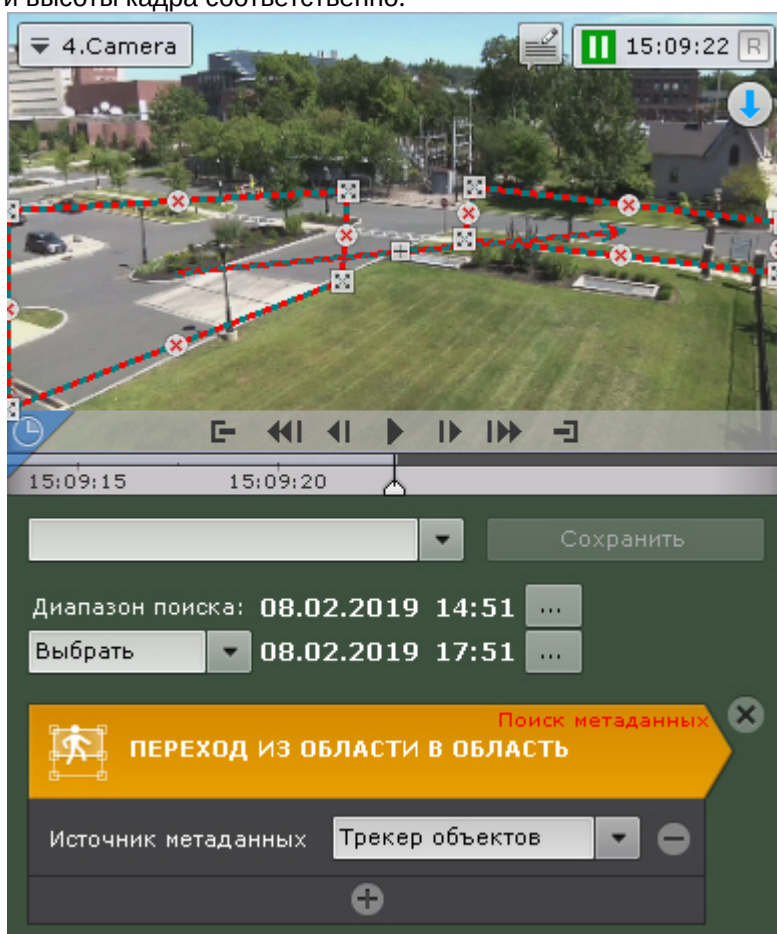 и высоты кадра соответственно.
4.Camera
15:09:22 R
15:09:15 15:09:20
Сохранить
Диапазон поиска: 08.02.2019 14:51 ...
Выбрать 08.02.2019 17:51 ...
Поиск метаданных
ПЕРЕХОД ИЗ ОБЛАСТИ В ОБЛАСТЬ
Источник метаданных Трекер объектов